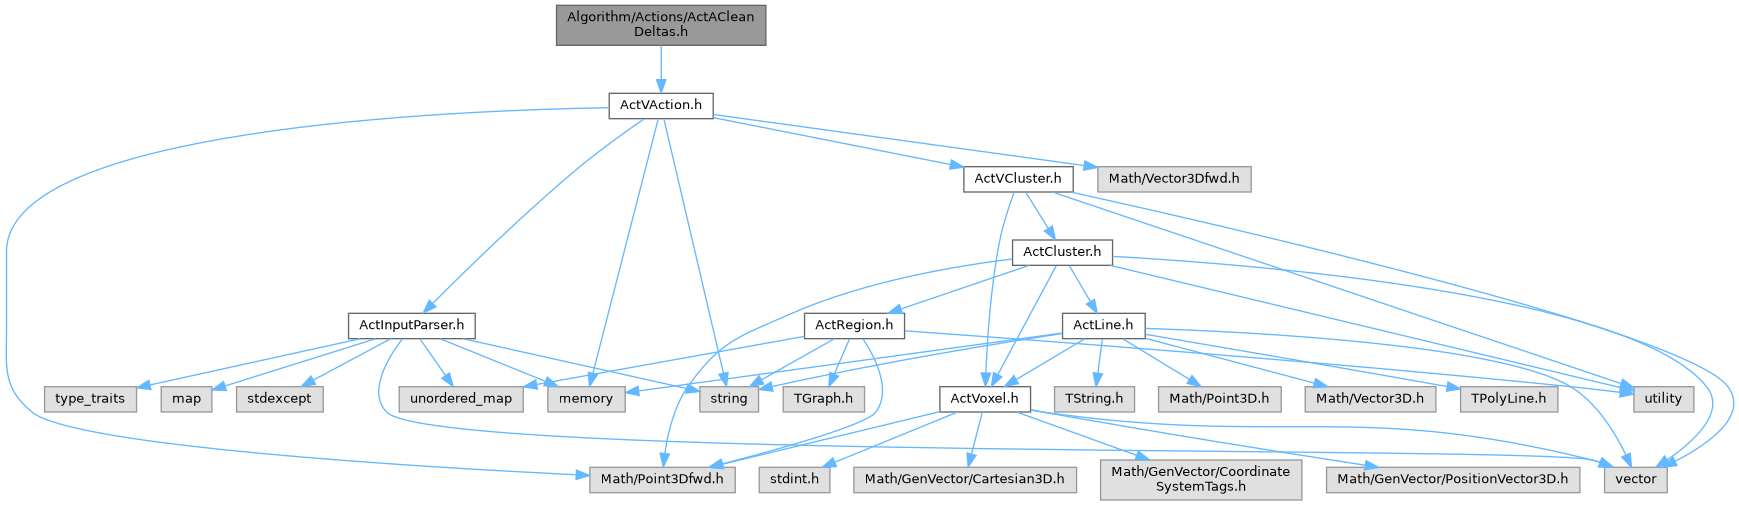 Algorithm/Actions/ActAClean
Deltas.h
ActVAction.h
ActVCluster.h
Math/Vector3Dfwd.h
ActCluster.h
ActInputParser.h
ActRegion.h
ActLine.h
type_traits
map
stdexcept
unordered_map
memory
string
TGraph.h
ActVoxel.h
TString.h
Math/Point3D.h
Math/Vector3D.h
TPolyLine.h
utility
Math/Point3Dfwd.h
stdint.h
Math/GenVector/Cartesian3D.h
Math/GenVector/Coordinate
SystemTags.h
Math/GenVector/PositionVector3D.h
vector